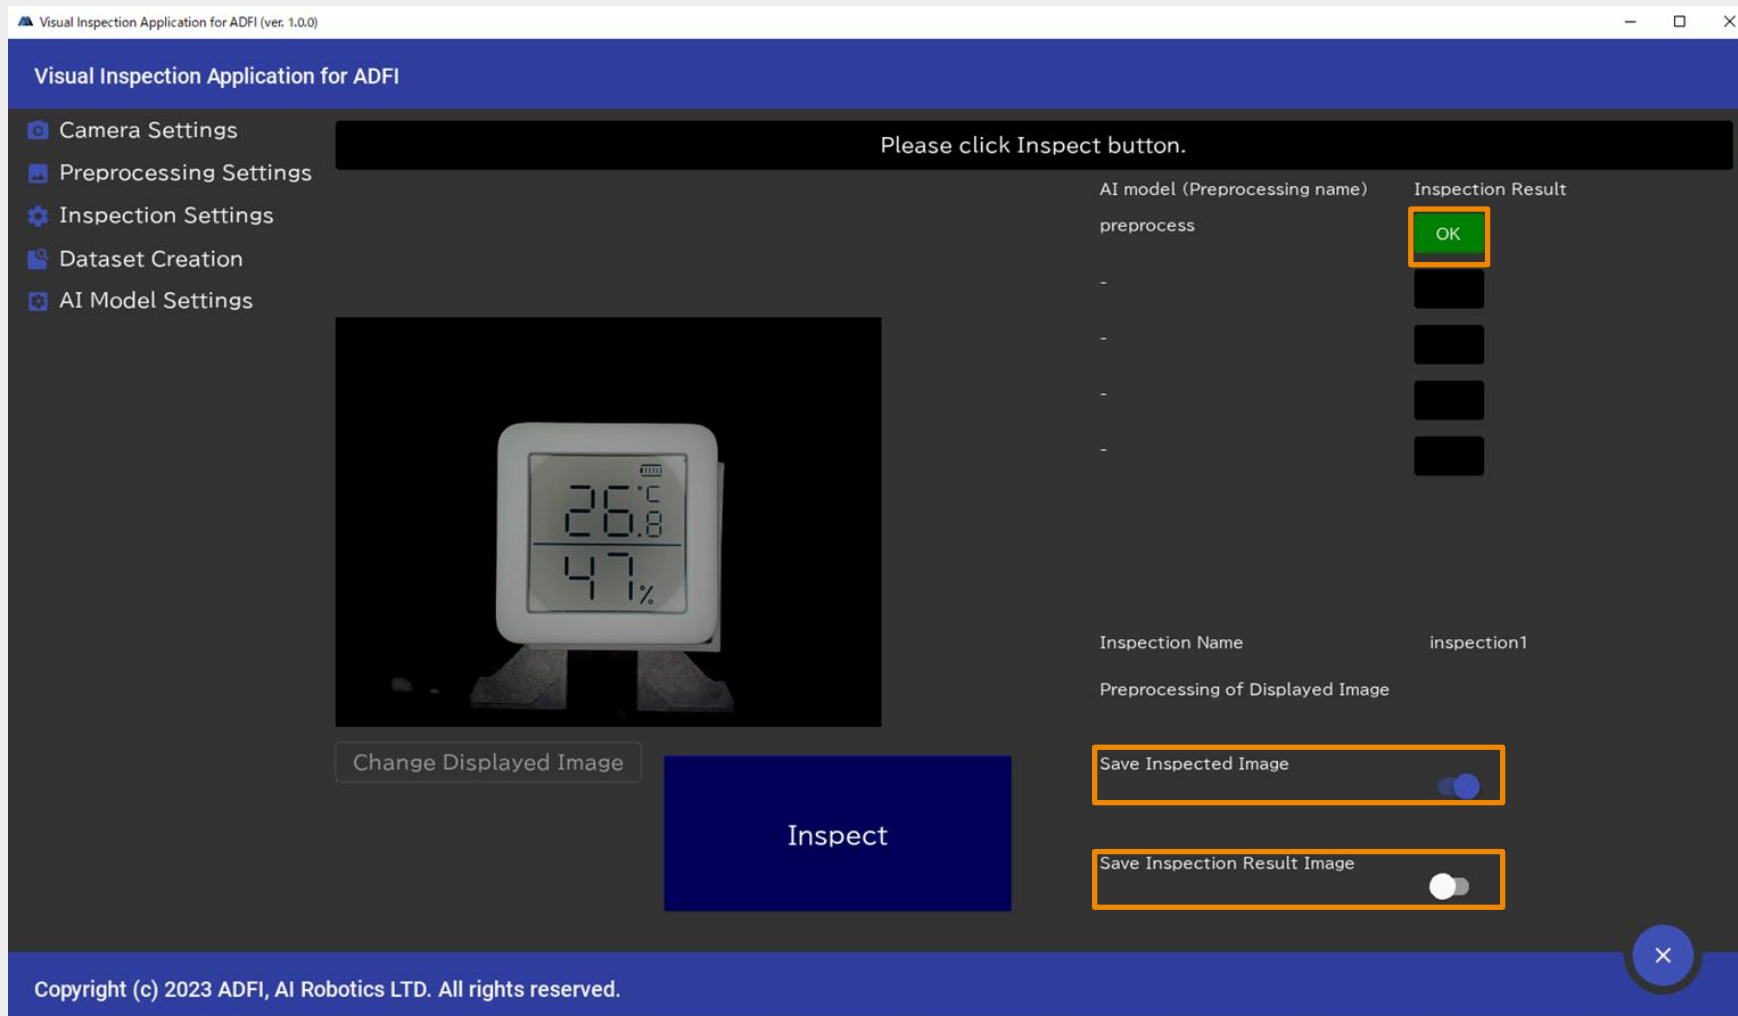 Visual Inspection Application for ADFI (ver. 1.0.0)
Visual Inspection Application for ADFI
Camera Settings
Preprocessing Settings
Inspection Settings
Dataset Creation
AI Model Settings
Please click Inspect button.
AI model (Preprocessing name) Inspection Result
preprocess OK
-
-
-
-
°C
26.8
47%
Change Displayed Image
Inspect
Inspection Name inspection1
Preprocessing of Displayed Image
Save Inspected Image
Save Inspection Result Image
Copyright (c) 2023 ADFI, AI Robotics LTD. All rights reserved.